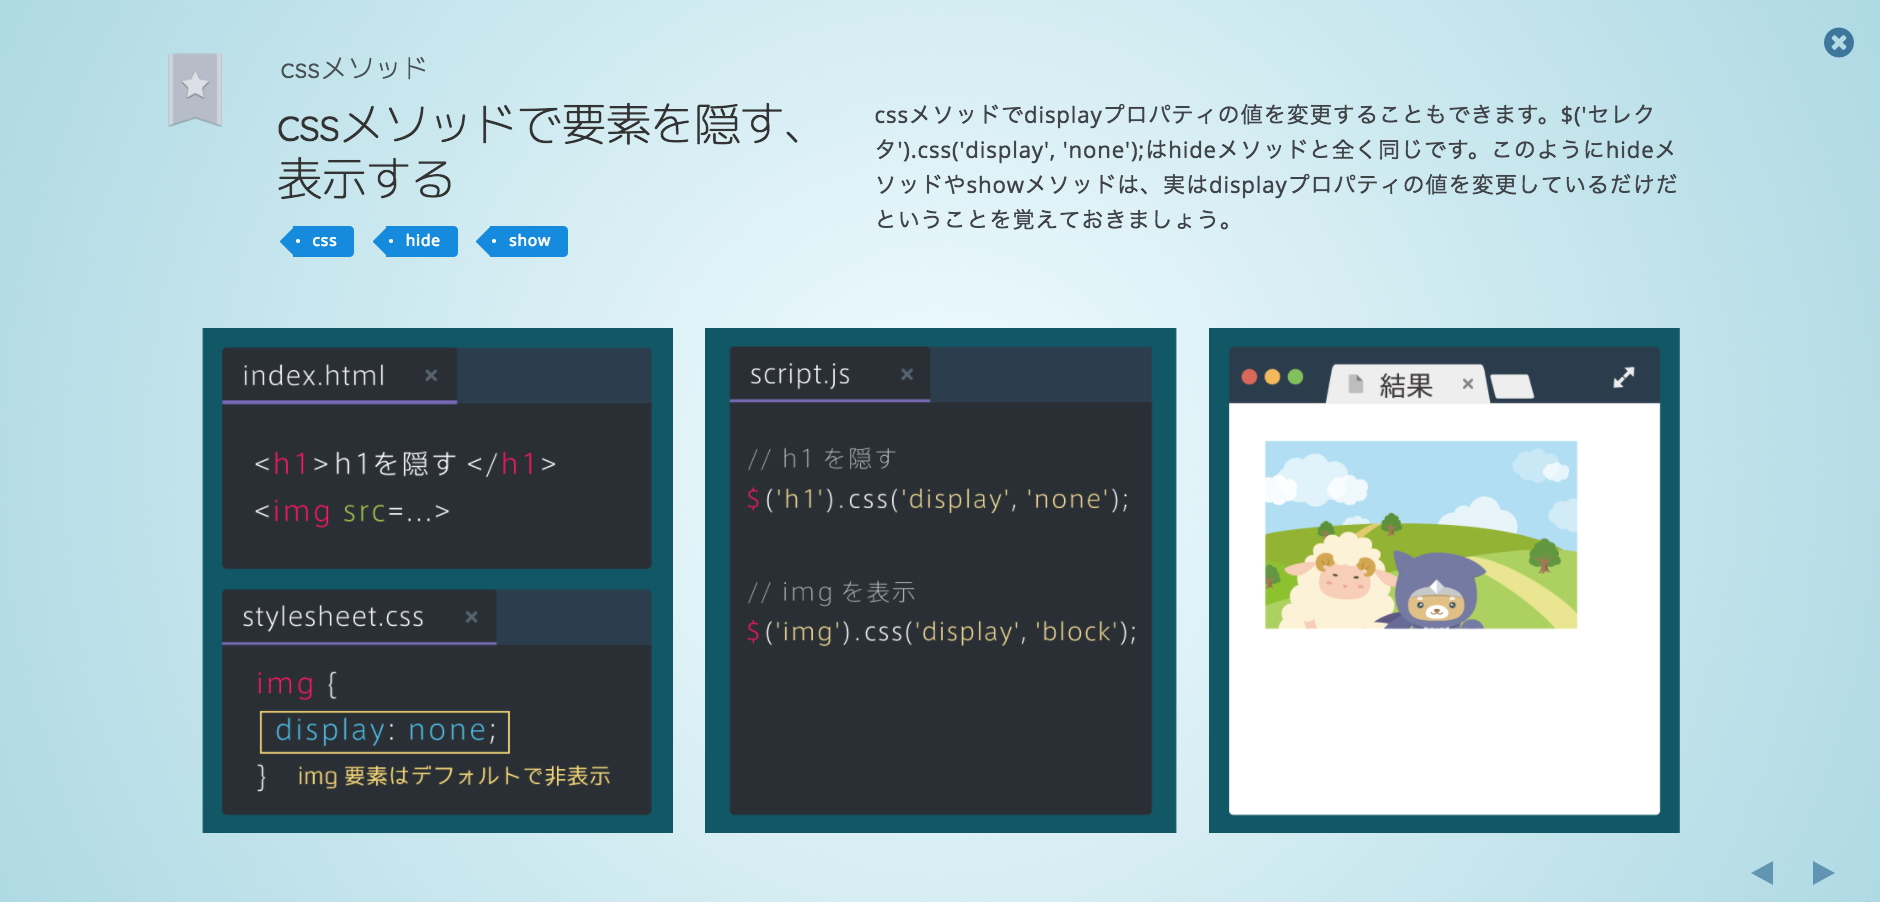 cssメソッド
cssメソッドで要素を隠す、
表示する
css
hide
show
cssメソッドでdisplayプロパティの値を変更することもできます。$('セレク
タ').css('display', 'none');はhideメソッドと全く同じです。このようにhideメ
ソッドやshowメソッドは、実はdisplayプロパティの値を変更しているだけだ
ということを覚えておきましょう。
index.html ×
<h1>h1を隠す </h1>
<img src=...>
stylesheet.css ×
img {
display: none;
} img 要素はデフォルトで非表示
script.js ×
// h1 を隠す
$('h1').css('display', 'none');
// img を表示
$('img').css('display', 'block');
結果 ×